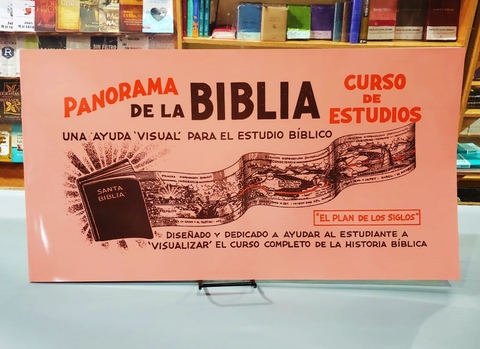 PANORAMA
DE LA BIBLIA
CURSO
DE
ESTUDIOS
UNA AYUDA 'VISUAL' PARA EL ESTUDIO BÍBLICO
SANTA
BIBLIA
"EL PLAN DE LOS SIGLOS"
DISEÑADO Y DEDICADO A AYUDAR AL ESTUDIANTE A
'VISUALIZAR' EL CURSO COMPLETO DE LA HISTORIA BÍBLICA